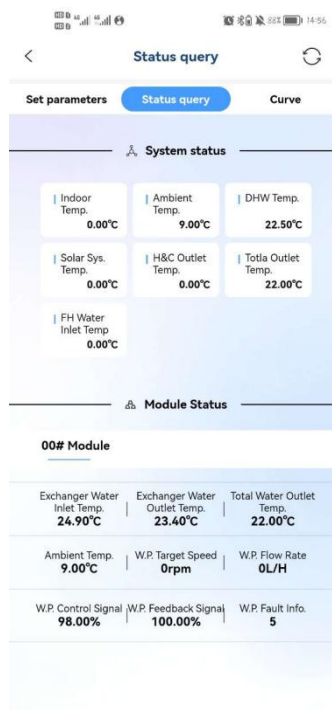 88% 14:56
Status query
Set parameters Status query Curve
System status
Indoor Temp. 0.00°C
Ambient Temp. 9.00°C
DHW Temp. 22.50°C
Solar Sys. Temp. 0.00°C
H&C Outlet Temp. 0.00°C
Totla Outlet Temp. 22.00°C
FH Water Inlet Temp 0.00°C
Module Status
00# Module
Exchanger Water Inlet Temp. 24.90°C
Exchanger Water Outlet Temp. 23.40°C
Total Water Outlet Temp. 22.00°C
Ambient Temp. 9.00°C
W.P. Target Speed 0rpm
W.P. Flow Rate 0L/H
W.P. Control Signal 98.00%
W.P. Feedback Signal 100.00%
W.P. Fault Info. 5